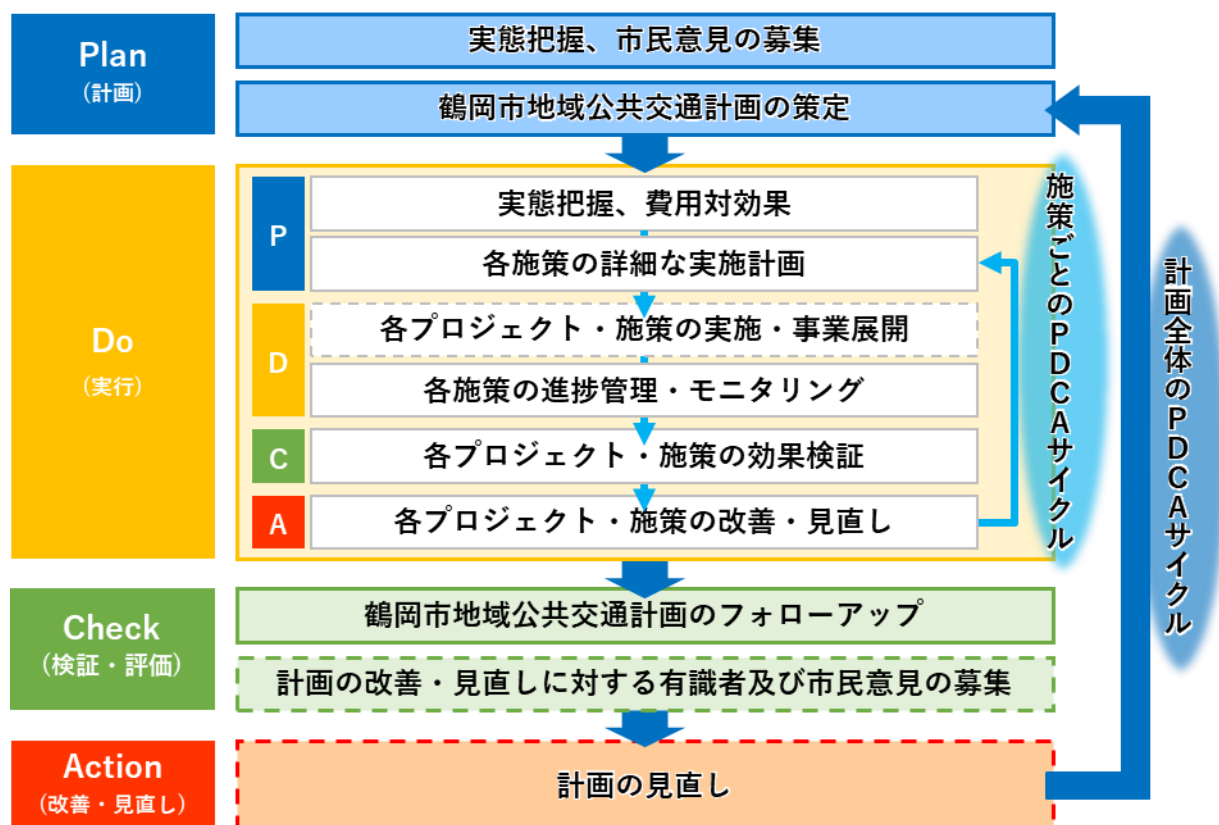 Plan
(計画)
実態把握、市民意見の募集
鶴岡市地域公共交通計画の策定
Do
(実行)
P
実態把握、費用対効果
各施策の詳細な実施計画
D
各プロジェクト・施策の実施・事業展開
各施策の進捗管理・モニタリング
C
各プロジェクト・施策の効果検証
A
各プロジェクト・施策の改善・見直し
施策ごとのPDCAサイクル
計画全体のPDCAサイクル
Check
(検証・評価)
鶴岡市地域公共交通計画のフォローアップ
計画の改善・見直しに対する有識者及び市民意見の募集
Action
(改善・見直し)
計画の見直し